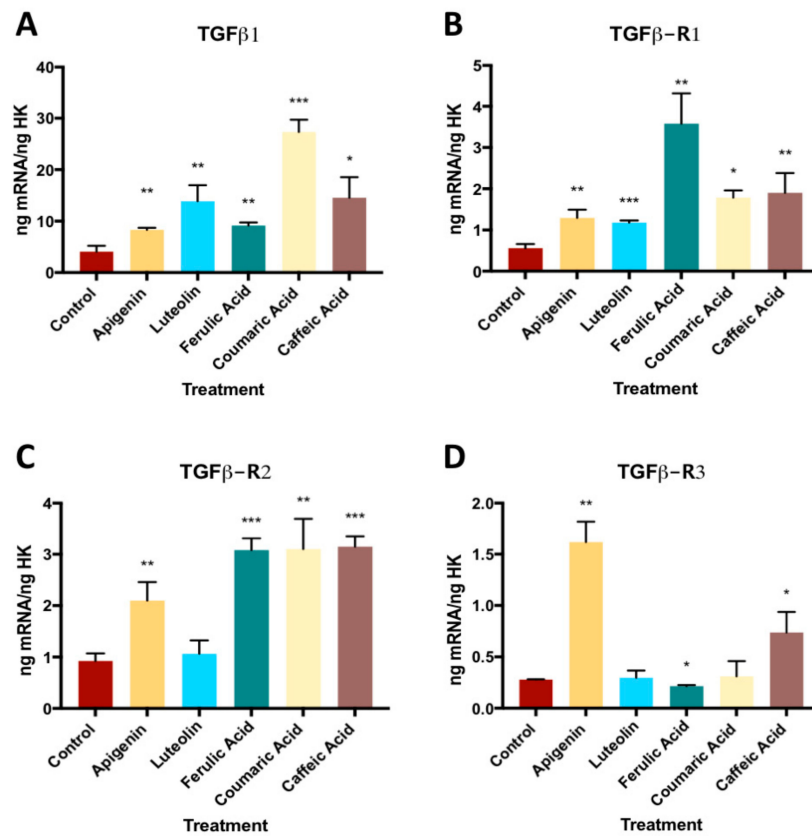 A
TGFβ1
ng mRNA/ng HK
40
30
20
10
0
**
**
**
***
*
Control
Apigenin
Luteolin
Ferulic Acid
Coumaric Acid
Caffeic Acid
Treatment
B
TGFβ-R1
ng mRNA/ng HK
5
4
3
2
1
0
**
***
**
*
**
Control
Apigenin
Luteolin
Ferulic Acid
Coumaric Acid
Caffeic Acid
Treatment
C
TGFβ-R2
ng mRNA/ng HK
4
3
2
1
0
**
***
**
***
Control
Apigenin
Luteolin
Ferulic Acid
Coumaric Acid
Caffeic Acid
Treatment
D
TGFβ-R3
ng mRNA/ng HK
2.0
1.5
1.0
0.5
0.0
**
*
*
Control
Apigenin
Luteolin
Ferulic Acid
Coumaric Acid
Caffeic Acid
Treatment